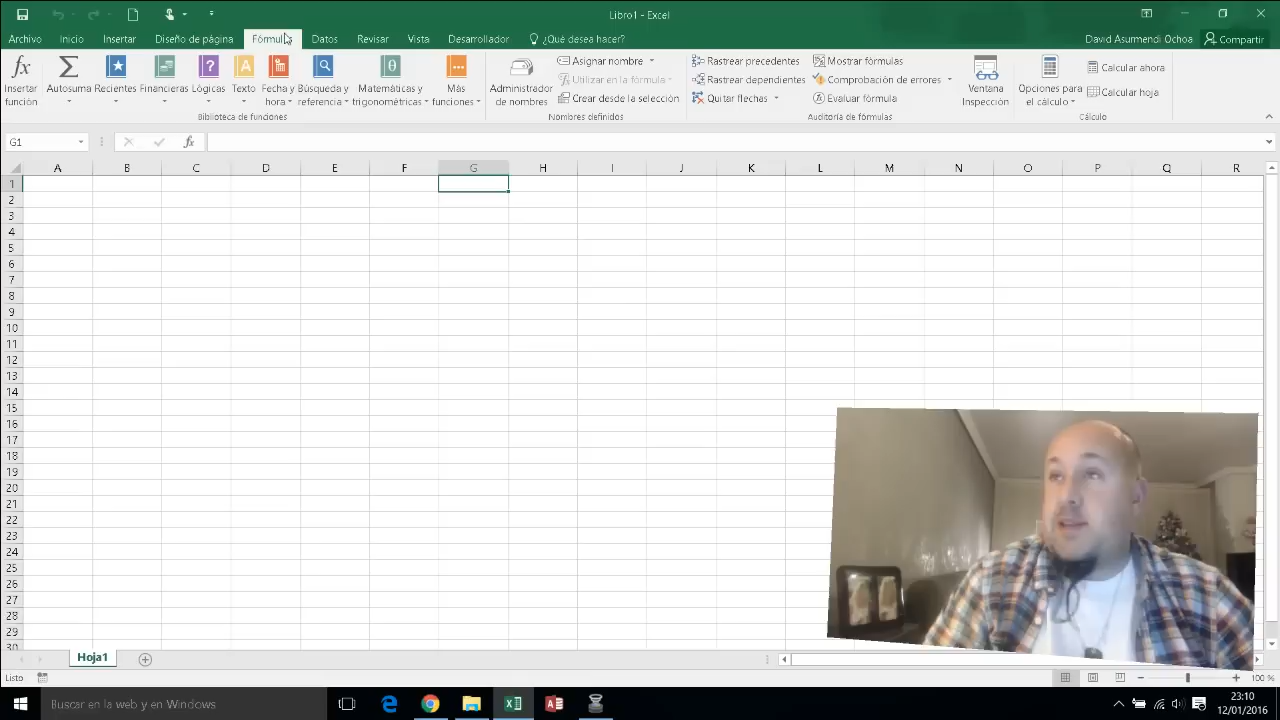 Libro1 - Excel
Archivo Inicio Insertar Diseño de página Fórmul Datos Revisar Vista Desarrollador ¿Qué desea hacer? David Asumendi Ochoa Compartir
fx Insertar función
Σ Autosuma
Recientes
Financieras
Lógicas
Texto
Fecha y hora
Búsqueda y referencia
Matemáticas y trigonométricas
Más funciones
Biblioteca de funciones
Administrador de nombres
Asignar nombre
Utilizar en la fórmula
Crear desde la selección
Nombres definidos
Rastrear precedentes
Rastrear dependientes
Quitar flechas
Mostrar fórmulas
Comprobación de errores
Evaluar fórmula
Auditoría de fórmulas
Ventana Inspección
Opciones para el cálculo
Calcular ahora
Calcular hoja
Cálculo
G1 fx
A B C D E F G H I J K L M N O P Q R
1
2
3
4
5
6
7
8
9
10
11
12
13
14
15
16
17
18
19
20
21
22
23
24
25
26
27
28
29
30
Hoja1
Listo 100 %
Buscar en la web y en Windows
23:10
12/01/2016